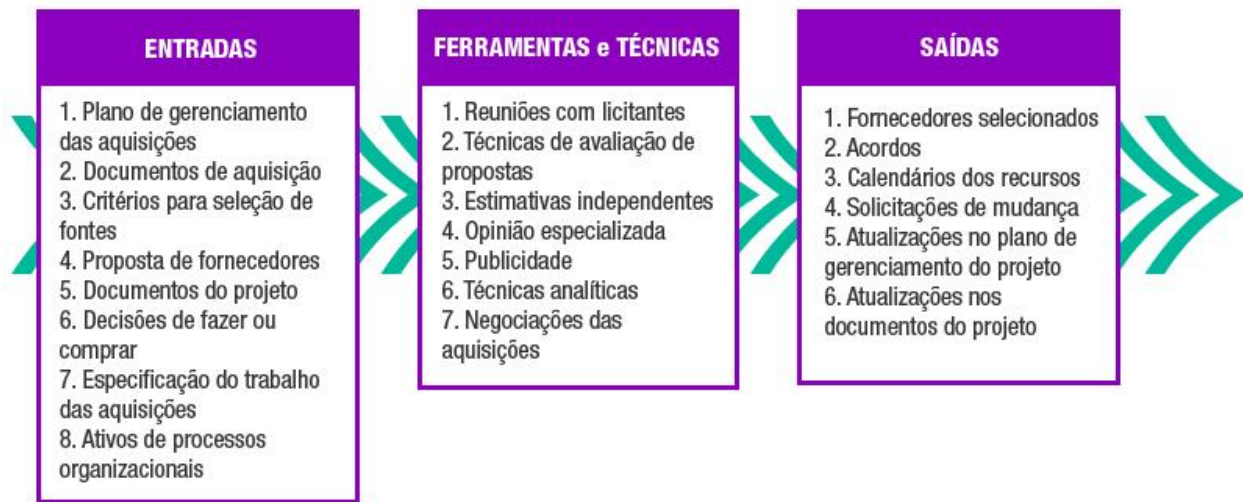 ENTRADAS
1. Plano de gerenciamento
das aquisições
2. Documentos de aquisição
3. Critérios para seleção de
fontes
4. Proposta de fornecedores
5. Documentos do projeto
6. Decisões de fazer ou
comprar
7. Especificação do trabalho
das aquisições
8. Ativos de processos
organizacionais
FERRAMENTAS e TÉCNICAS
1. Reuniões com licitantes
2. Técnicas de avaliação de
propostas
3. Estimativas independentes
4. Opinião especializada
5. Publicidade
6. Técnicas analíticas
7. Negociações das
aquisições
SAÍDAS
1. Fornecedores selecionados
2. Acordos
3. Calendários dos recursos
4. Solicitações de mudança
5. Atualizações no plano de
gerenciamento do projeto
6. Atualizações nos
documentos do projeto